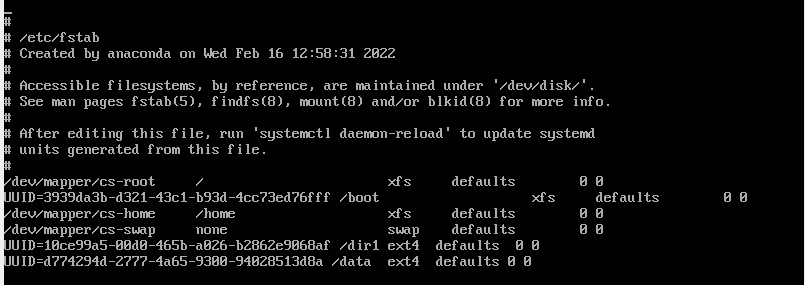 #
# /etc/fstab
# Created by anaconda on Wed Feb 16 12:58:31 2022
#
# Accessible filesystems, by reference, are maintained under '/dev/disk/'.
# See man pages fstab(5), findfs(8), mount(8) and/or blkid(8) for more info.
#
# After editing this file, run 'systemctl daemon-reload' to update systemd
# units generated from this file.
#
/dev/mapper/cs-root     /                       xfs     defaults        0 0
UUID=3939da3b-d321-43c1-b93d-4cc73ed76fff /boot                   xfs     defaults        0 0
/dev/mapper/cs-home     /home                   xfs     defaults        0 0
/dev/mapper/cs-swap     none                    swap    defaults        0 0
UUID=10ce99a5-00d0-465b-a026-b2862e9068af /dir1 ext4  defaults  0 0
UUID=d774294d-2777-4a65-9300-94028513d8a /data  ext4  defaults 0 0